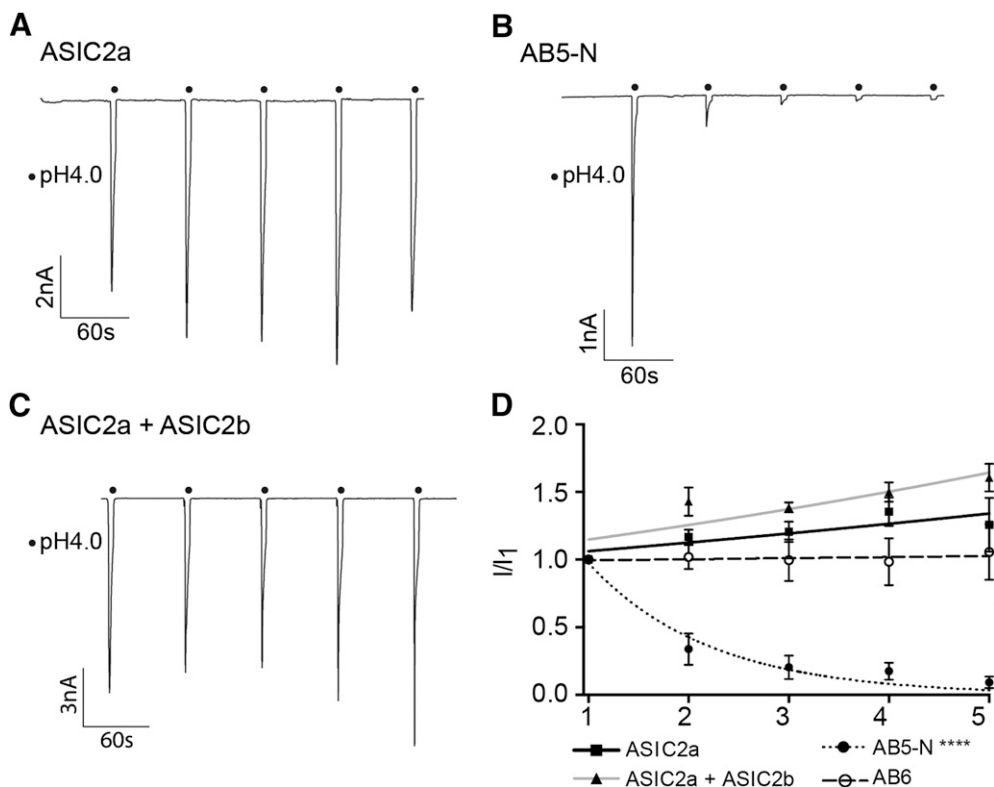 A
ASIC2a
• pH4.0
2nA
60s
B
AB5-N
• pH4.0
1nA
60s
C
ASIC2a + ASIC2b
• pH4.0
3nA
60s
D
2.0
1.5
1.0
0.5
0.0
I/I1
1 2 3 4 5
ASIC2a
ASIC2a + ASIC2b
AB5-N ****
AB6